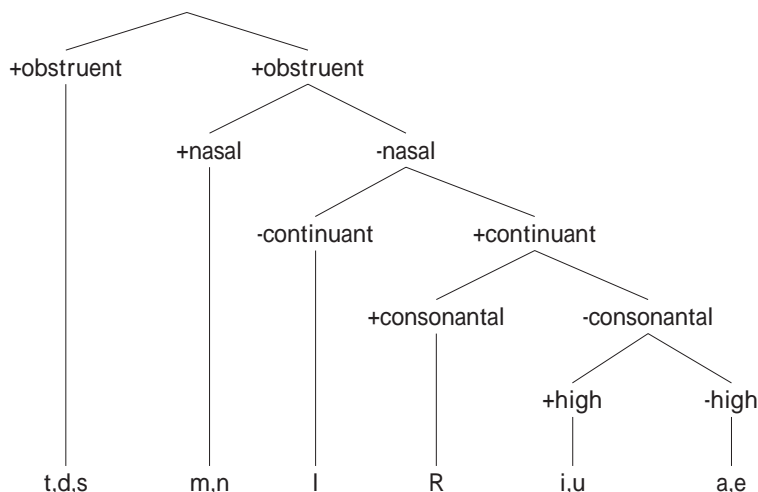 +obstruent +obstruent
+nasal -nasal
-continuant +continuant
+consonantal -consonantal
+high -high
t,d,s m,n l R i,u a,e